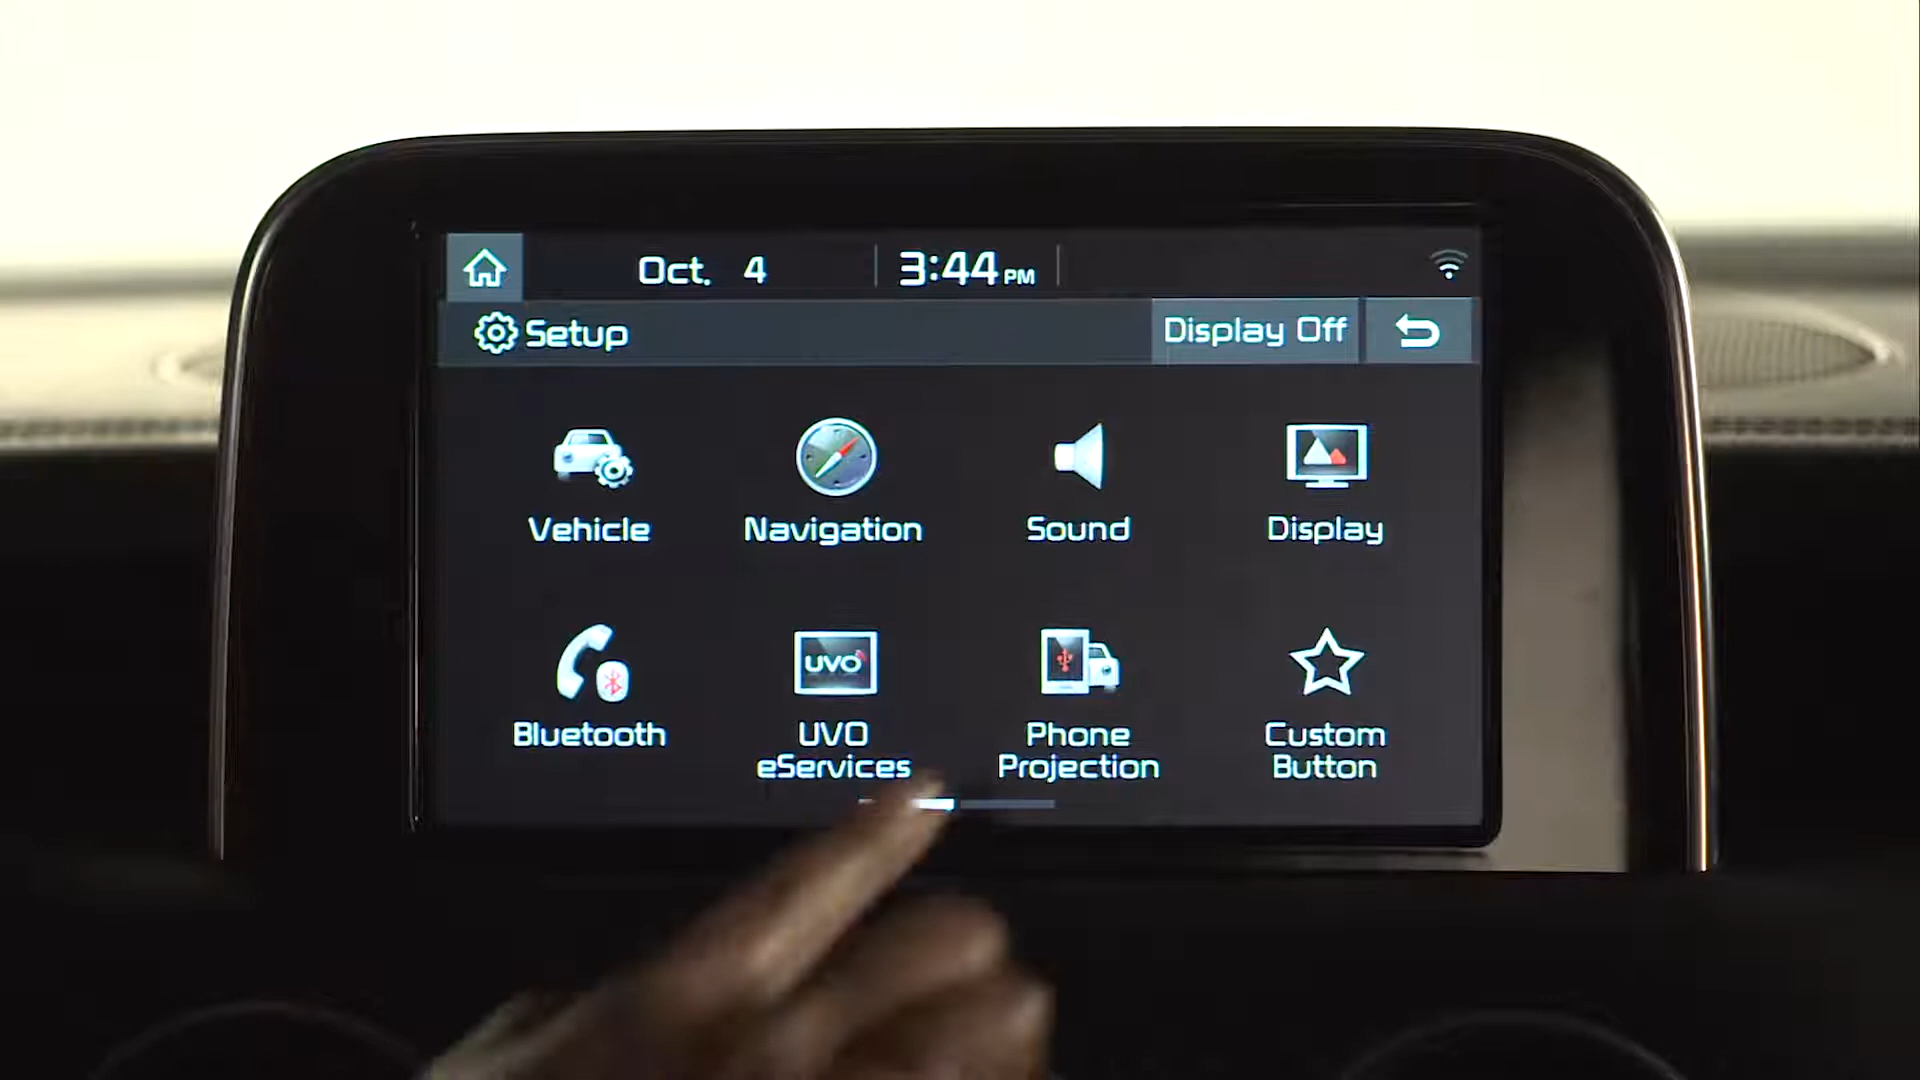 Oct. 4 3:44 PM
Setup Display Off
Vehicle Navigation Sound Display
UVO
Bluetooth UVO Phone Custom
eServices Projection Button